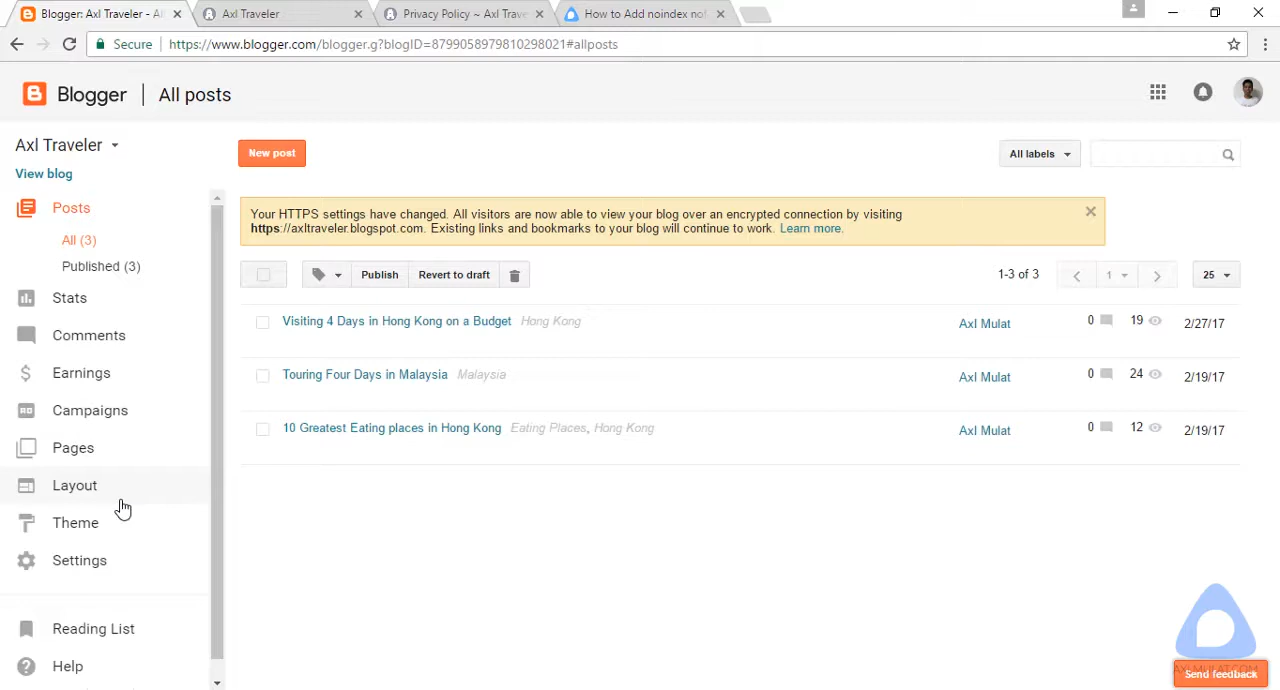 Blogger: Axl Traveler - Al
Axl Traveler
Privacy Policy ~ Axl Trave
How to Add noindex nof
Secure
https://www.blogger.com/blogger.g?blogID=8799058979810298021#allposts
Blogger
All posts
Axl Traveler
View blog
New post
All labels
Posts
All (3)
Published (3)
Stats
Comments
Earnings
Campaigns
Pages
Layout
Theme
Settings
Reading List
Help
Your HTTPS settings have changed. All visitors are now able to view your blog over an encrypted connection by visiting
https://axltraveler.blogspot.com. Existing links and bookmarks to your blog will continue to work. Learn more.
Publish
Revert to draft
1-3 of 3
1
25
Visiting 4 Days in Hong Kong on a Budget Hong Kong Axl Mulat 0 19 2/27/17
Touring Four Days in Malaysia Malaysia Axl Mulat 0 24 2/19/17
10 Greatest Eating places in Hong Kong Eating Places, Hong Kong Axl Mulat 0 12 2/19/17
AXLMULAT.COM
Send feedback